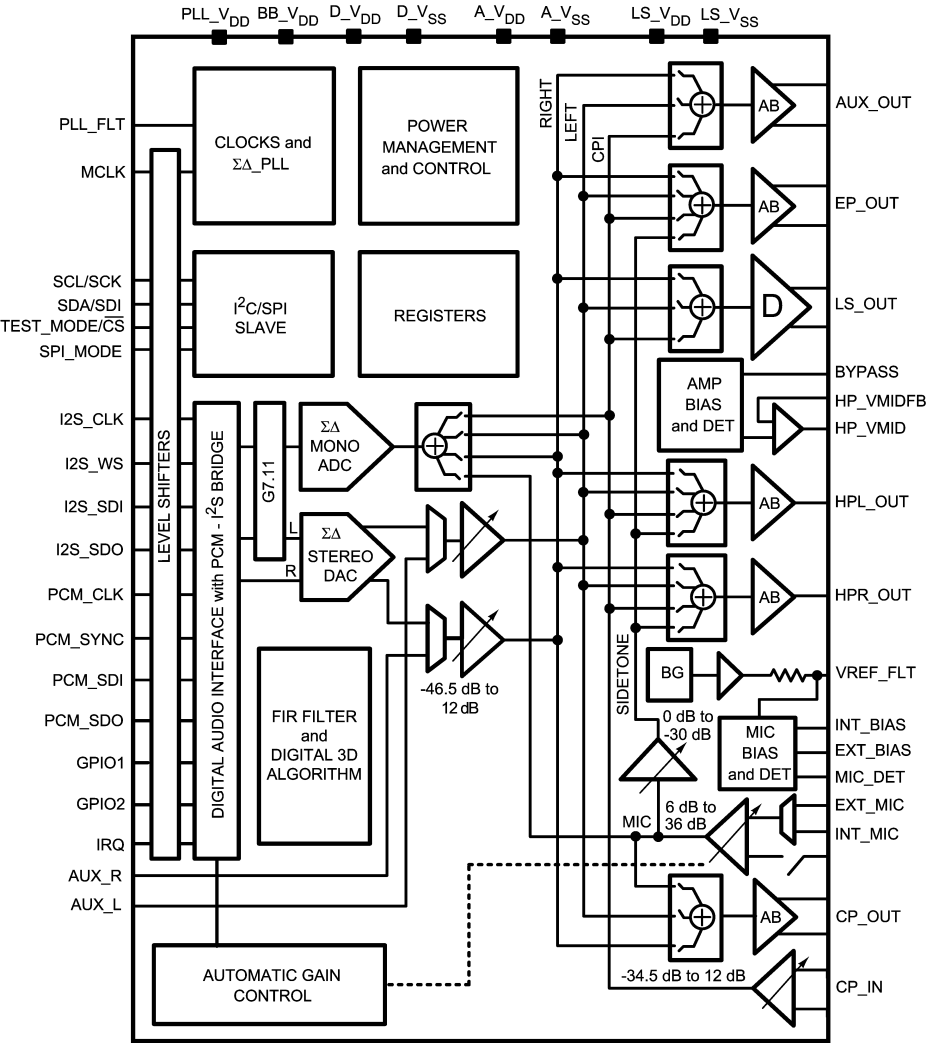 PLL_VDD BB_VDD D_VDD D_VSS A_VDD A_VSS LS_VDD LS_VSS
PLL_FLT
MCLK
SCL/SCK
SDA/SDI
TEST_MODE/CS
SPI_MODE
I2S_CLK
I2S_WS
I2S_SDI
I2S_SDO
PCM_CLK
PCM_SYNC
PCM_SDI
PCM_SDO
GPIO1
GPIO2
IRQ
AUX_R
AUX_L
LEVEL SHIFTERS
CLOCKS and
ΣΔ_PLL
POWER
MANAGEMENT
and CONTROL
I²C/SPI
SLAVE
REGISTERS
DIGITAL AUDIO INTERFACE with PCM - I²S BRIDGE
G7.11
ΣΔ
MONO
ADC
L
R
ΣΔ
STEREO
DAC
-46.5 dB to
12 dB
FIR FILTER
and
DIGITAL 3D
ALGORITHM
AUTOMATIC GAIN
CONTROL
RIGHT
LEFT
CPI
SIDETONE
AB
AB
D
AMP
BIAS
and DET
AB
AB
BG
0 dB to
-30 dB
MIC
BIAS
and DET
MIC
6 dB to
36 dB
AB
-34.5 dB to 12 dB
AUX_OUT
EP_OUT
LS_OUT
BYPASS
HP_VMIDFB
HP_VMID
HPL_OUT
HPR_OUT
VREF_FLT
INT_BIAS
EXT_BIAS
MIC_DET
EXT_MIC
INT_MIC
CP_OUT
CP_IN